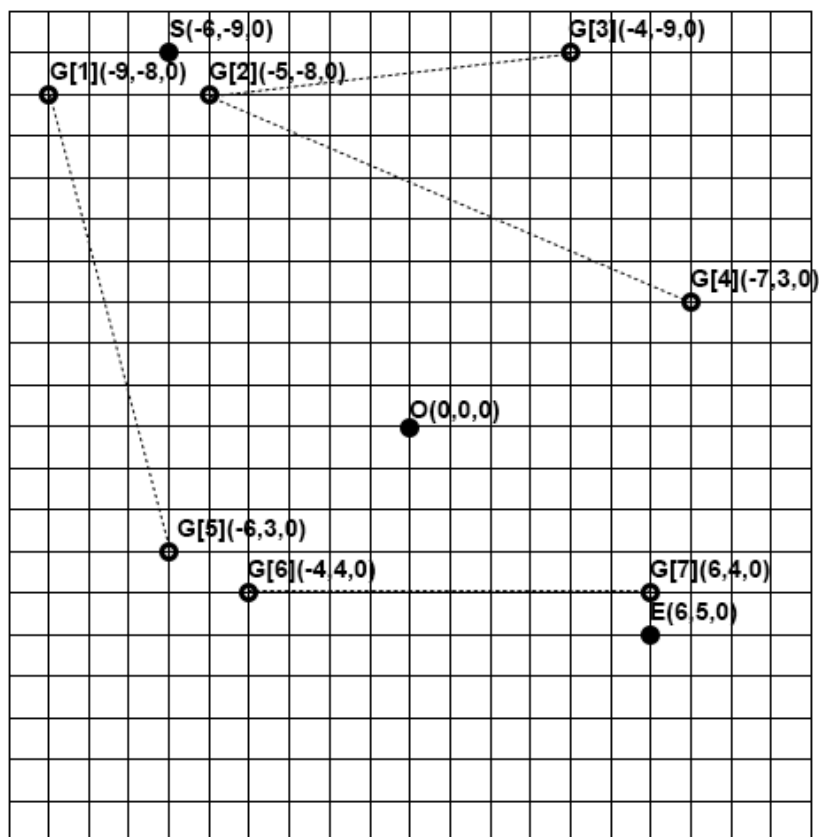 S(-6,-9,0)
G[3](-4,-9,0)
G[1](-9,-8,0)
G[2](-5,-8,0)
G[4](-7,3,0)
O(0,0,0)
G[5](-6,3,0)
G[6](-4,4,0)
G[7](6,4,0)
E(6,5,0)